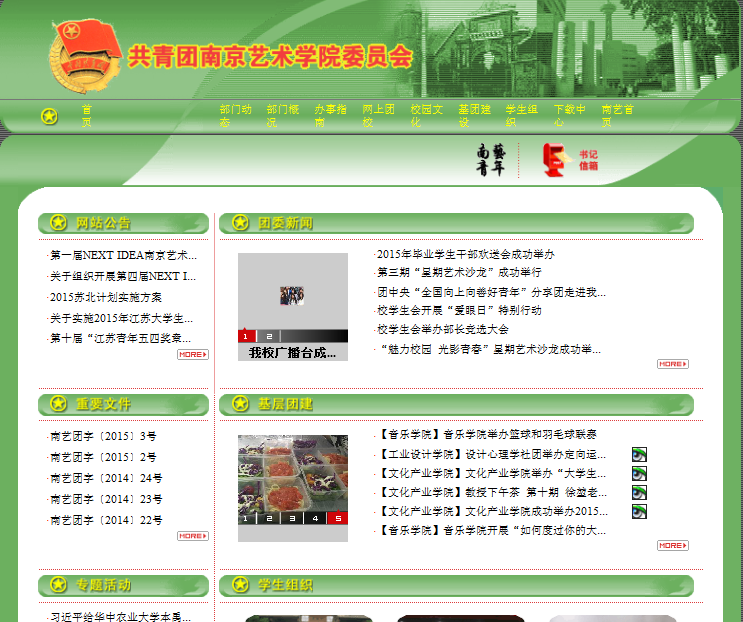 共青团南京艺术学院委员会
首页 部门动态 部门概况 办事指南 网上团校 校园文化 基团建设 学生组织 下载中心 南艺首页
南艺青年 书记信箱
网站公告
·第一届NEXT IDEA南京艺术...
·关于组织开展第四届NEXT I...
·2015苏北计划实施方案
·关于实施2015年江苏大学生...
·第十届“江苏青年五四奖章...
MORE
团委新闻
1 2
我校广播台成...
·2015年毕业学生干部欢送会成功举办
·第三期“星期艺术沙龙”成功举行
·团中央“全国向上向善好青年”分享团走进我...
·校学生会开展“爱眼日”特别行动
·校学生会举办部长竞选大会
·“魅力校园 光影青春”星期艺术沙龙成功举...
MORE
重要文件
·南艺团字〔2015〕3号
·南艺团字〔2015〕2号
·南艺团字〔2014〕24号
·南艺团字〔2014〕23号
·南艺团字〔2014〕22号
MORE
基层团建
1 2 3 4 5
·【音乐学院】音乐学院举办篮球和羽毛球联赛
·【工业设计学院】设计心理学社团举办定向运...
·【文化产业学院】文化产业学院举办“大学生...
·【文化产业学院】教授下午茶 第十期 徐堃老...
·【文化产业学院】文化产业学院成功举办2015...
·【音乐学院】音乐学院开展“如何度过你的大...
MORE
专题活动
·习近平给华中农业大学本禹...
学生组织